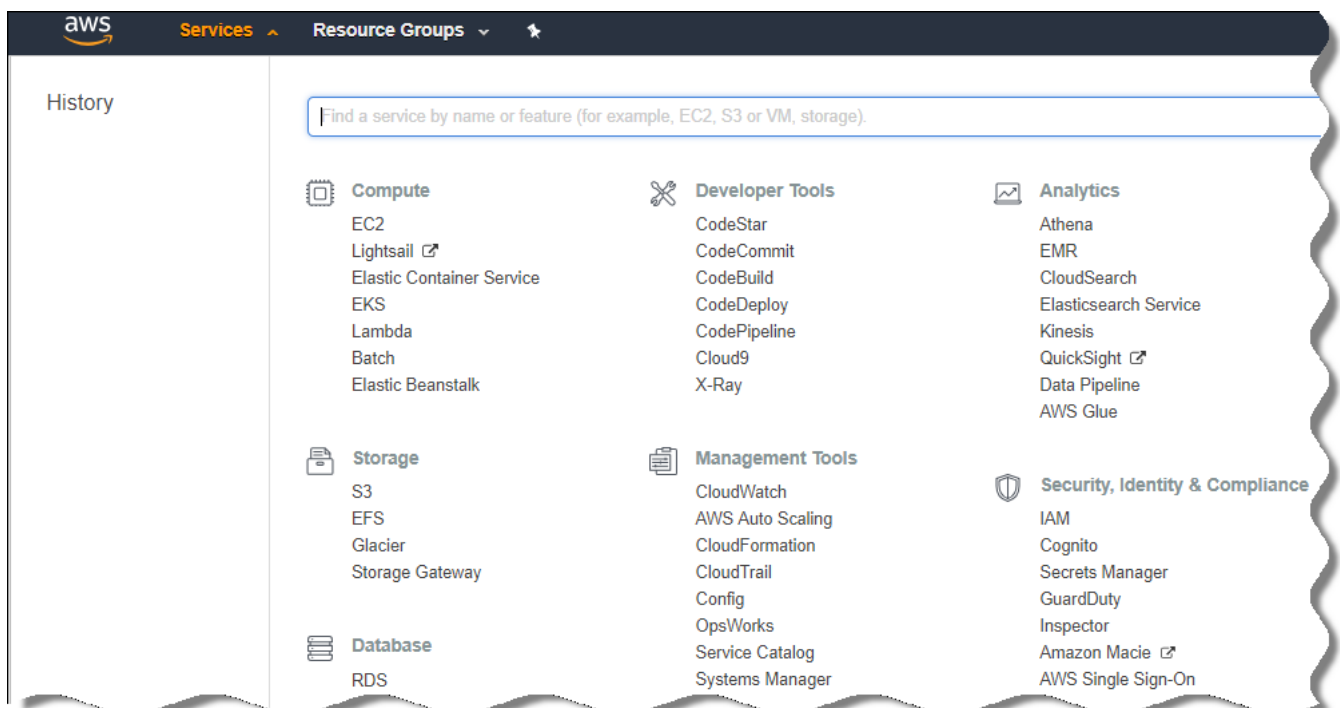 aws Services Resource Groups
History
Find a service by name or feature (for example, EC2, S3 or VM, storage).
Compute
EC2
Lightsail
Elastic Container Service
EKS
Lambda
Batch
Elastic Beanstalk
Storage
S3
EFS
Glacier
Storage Gateway
Database
RDS
Developer Tools
CodeStar
CodeCommit
CodeBuild
CodeDeploy
CodePipeline
Cloud9
X-Ray
Management Tools
CloudWatch
AWS Auto Scaling
CloudFormation
CloudTrail
Config
OpsWorks
Service Catalog
Systems Manager
Analytics
Athena
EMR
CloudSearch
Elasticsearch Service
Kinesis
QuickSight
Data Pipeline
AWS Glue
Security, Identity & Compliance
IAM
Cognito
Secrets Manager
GuardDuty
Inspector
Amazon Macie
AWS Single Sign-On